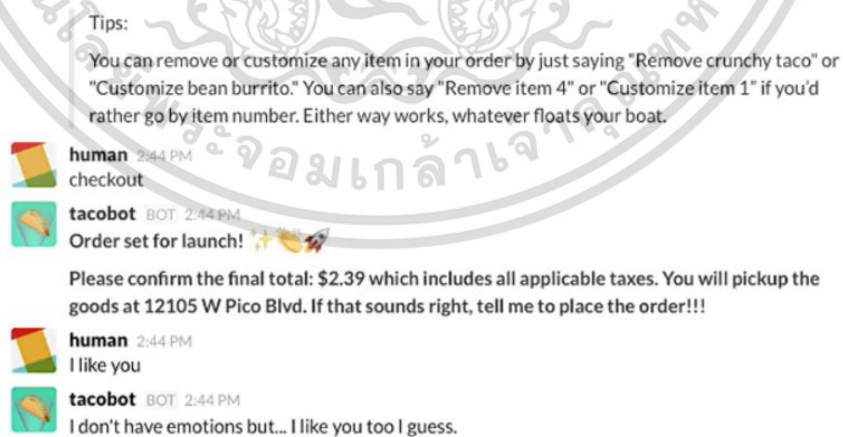 Tips:
You can remove or customize any item in your order by just saying "Remove crunchy taco" or
"Customize bean burrito." You can also say "Remove item 4" or "Customize item 1" if you'd
rather go by item number. Either way works, whatever floats your boat.
human 2:44 PM
checkout
tacobot BOT 2:44 PM
Order set for launch! ✨👏🚀
Please confirm the final total: $2.39 which includes all applicable taxes. You will pickup the
goods at 12105 W Pico Blvd. If that sounds right, tell me to place the order!!!
human 2:44 PM
I like you
tacobot BOT 2:44 PM
I don't have emotions but... I like you too I guess.